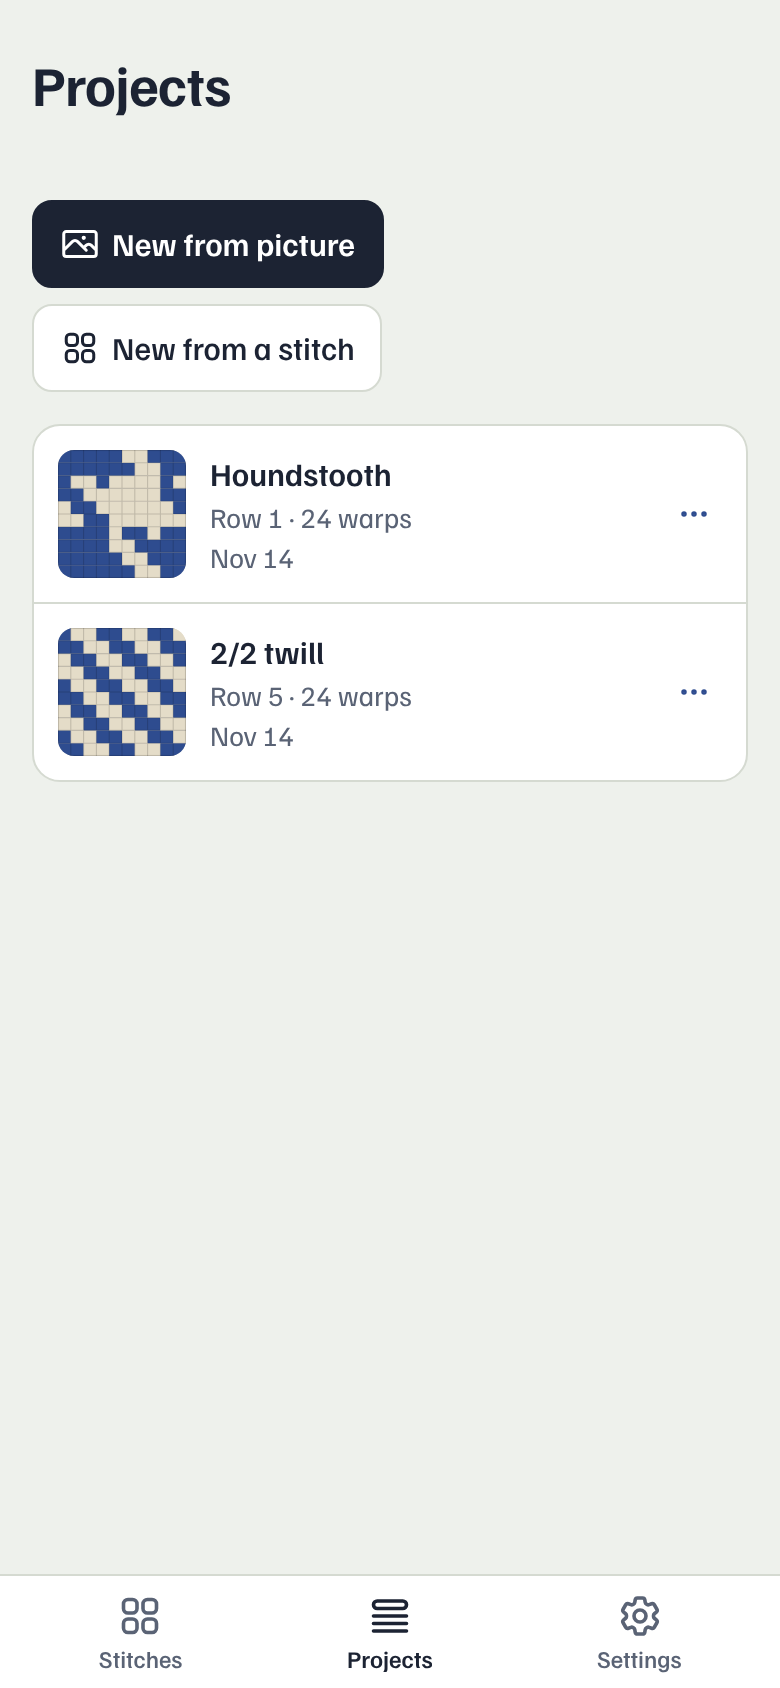 Projects
New from picture
New from a stitch
Houndstooth
Row 1 · 24 warps
Nov 14
2/2 twill
Row 5 · 24 warps
Nov 14
Stitches
Projects
Settings